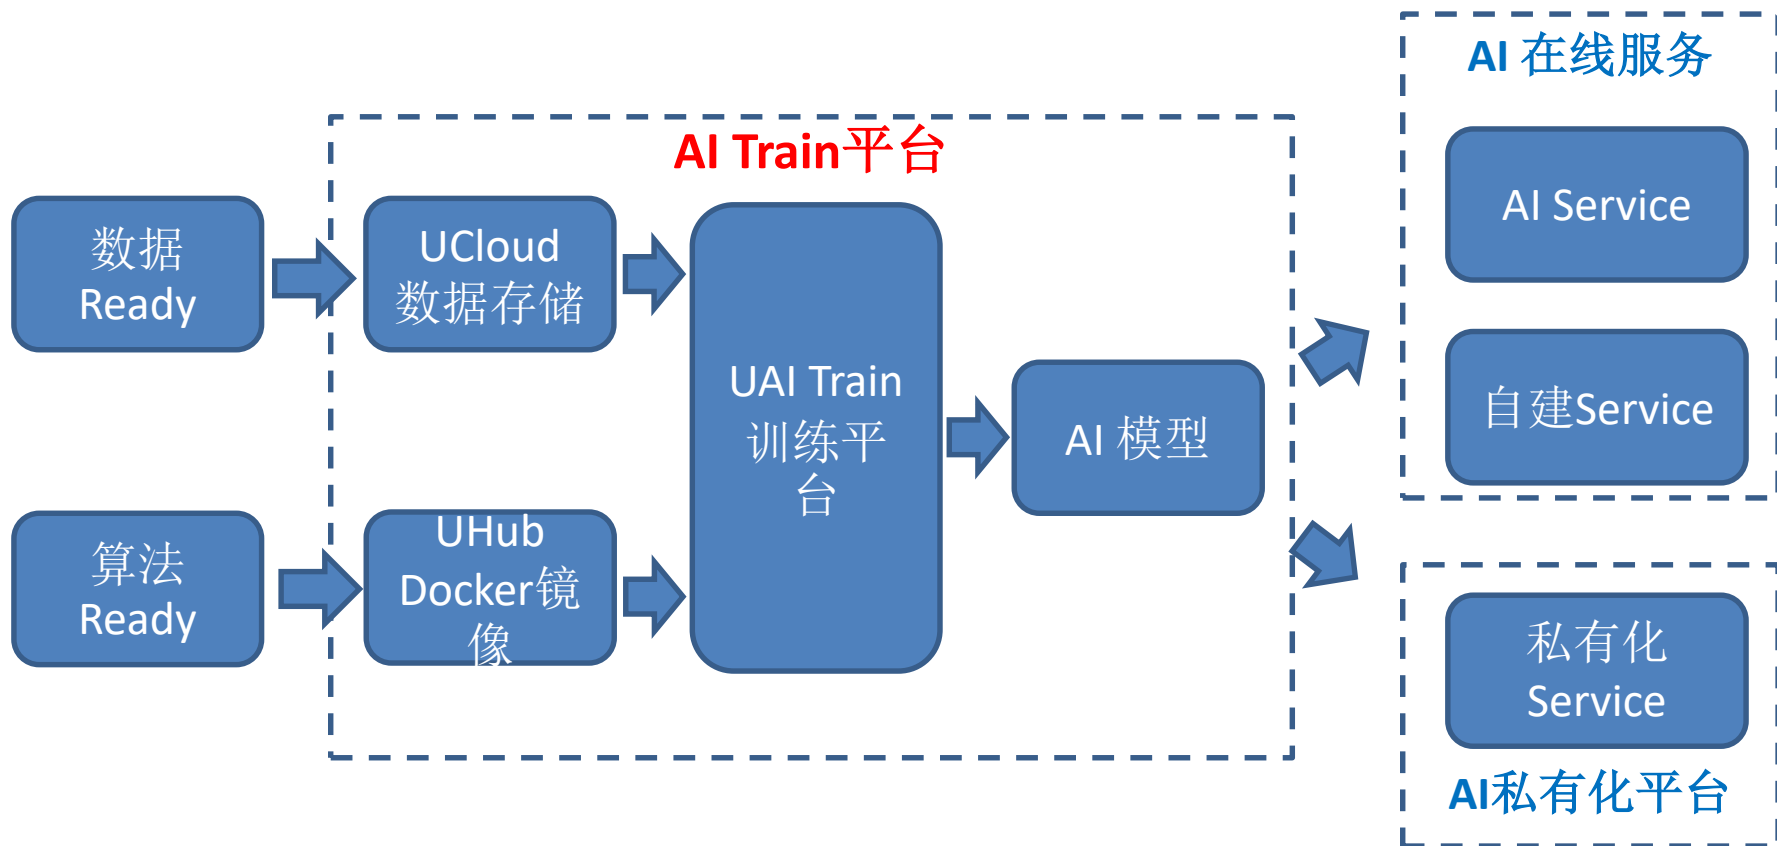 AI Train平台
数据
Ready
算法
Ready
UCloud
数据存储
UHub
Docker镜
像
UAI Train
训练平
台
AI 模型
AI 在线服务
AI Service
自建Service
私有化
Service
AI私有化平台